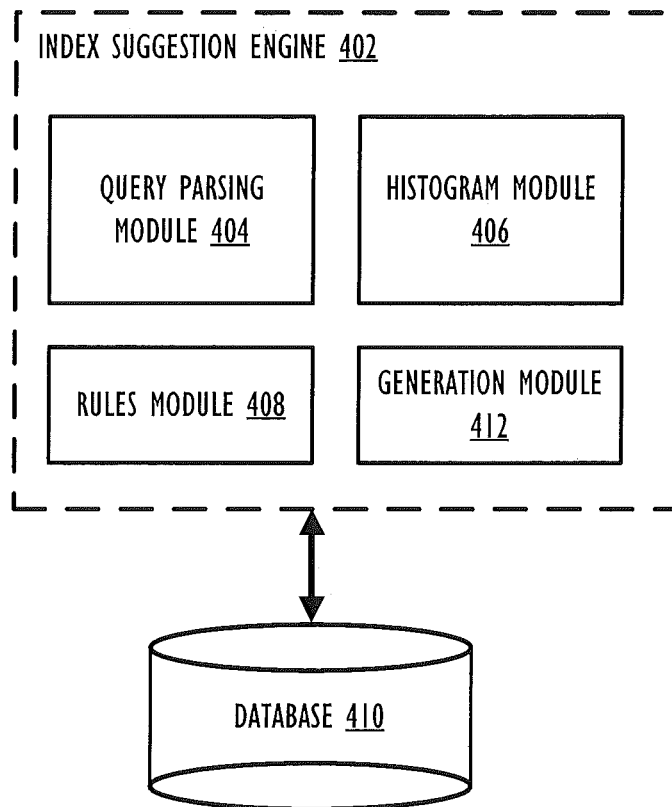 INDEX SUGGESTION ENGINE 402
QUERY PARSING
MODULE 404
HISTOGRAM MODULE
406
RULES MODULE 408
GENERATION MODULE
412
DATABASE 410